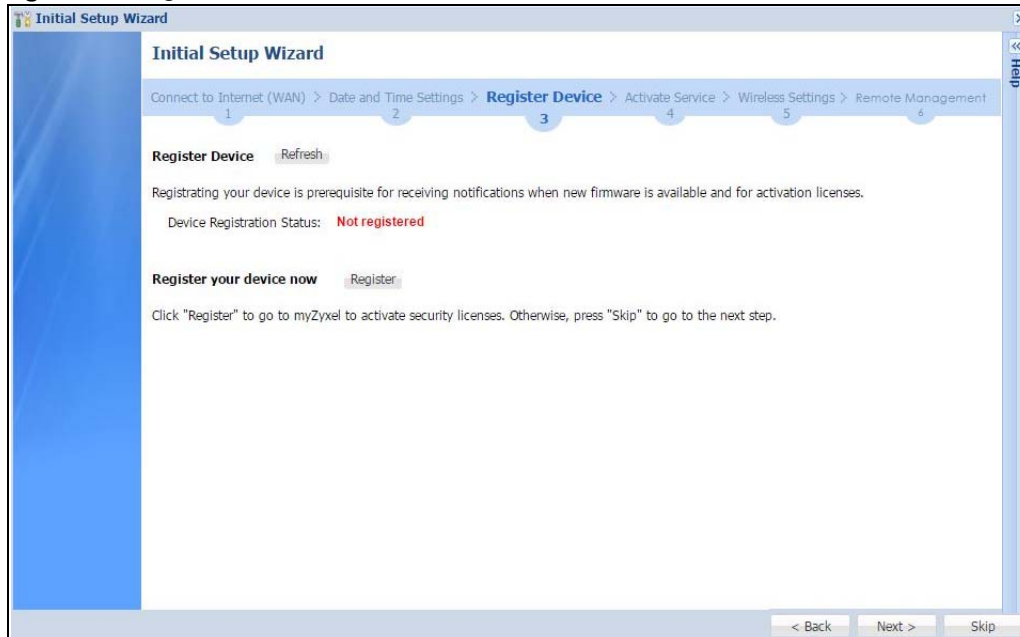 Initial Setup Wizard
Help
Initial Setup Wizard
Connect to Internet (WAN) > Date and Time Settings > Register Device > Activate Service > Wireless Settings > Remote Management
1 2 3 4 5 6
Register Device Refresh
Registrating your device is prerequisite for receiving notifications when new firmware is available and for activation licenses.
Device Registration Status: Not registered
Register your device now Register
Click "Register" to go to myZyxel to activate security licenses. Otherwise, press "Skip" to go to the next step.
< Back Next > Skip